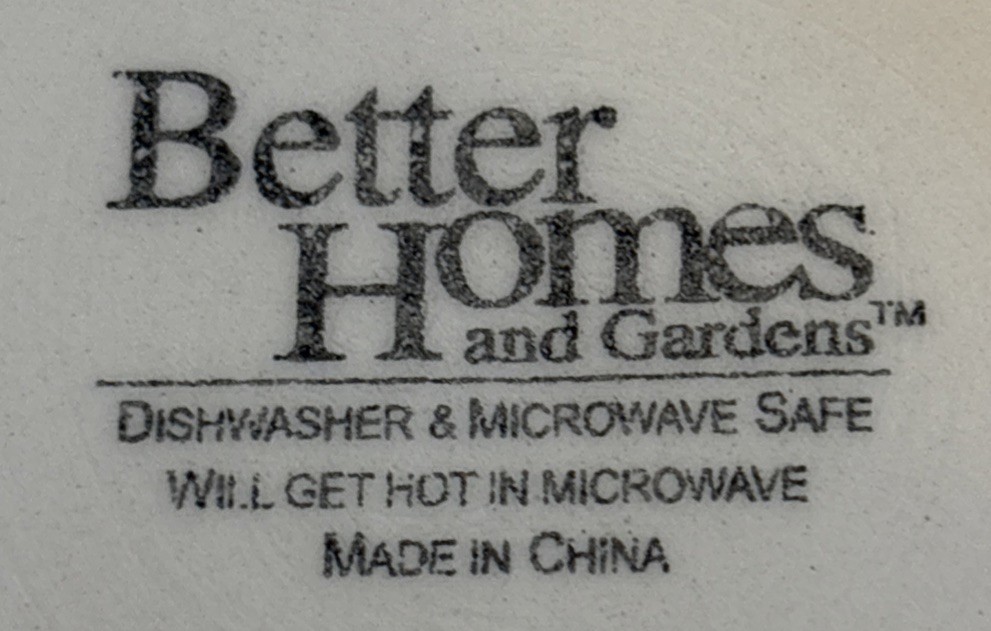 Better
Homes
and Gardens™
DISHWASHER & MICROWAVE SAFE
WILL GET HOT IN MICROWAVE
MADE IN CHINA